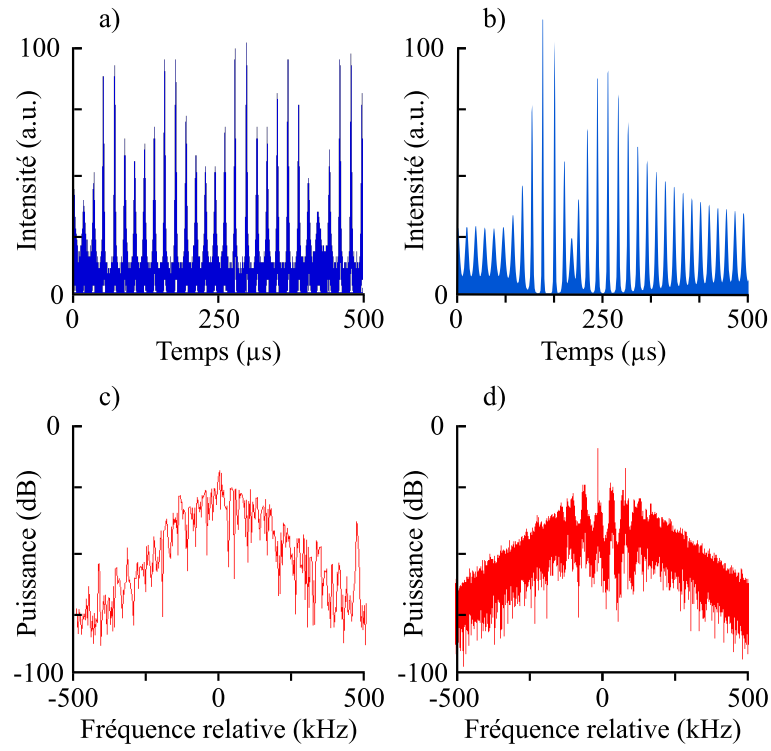 a)
100
Intensité (a.u.)
0
0 250 500
Temps (µs)
b)
100
Intensité (a.u.)
0
0 250 500
Temps (µs)
c)
0
Puissance (dB)
-100
-500 0 500
Fréquence relative (kHz)
d)
0
Puissance (dB)
-100
-500 0 500
Fréquence relative (kHz)